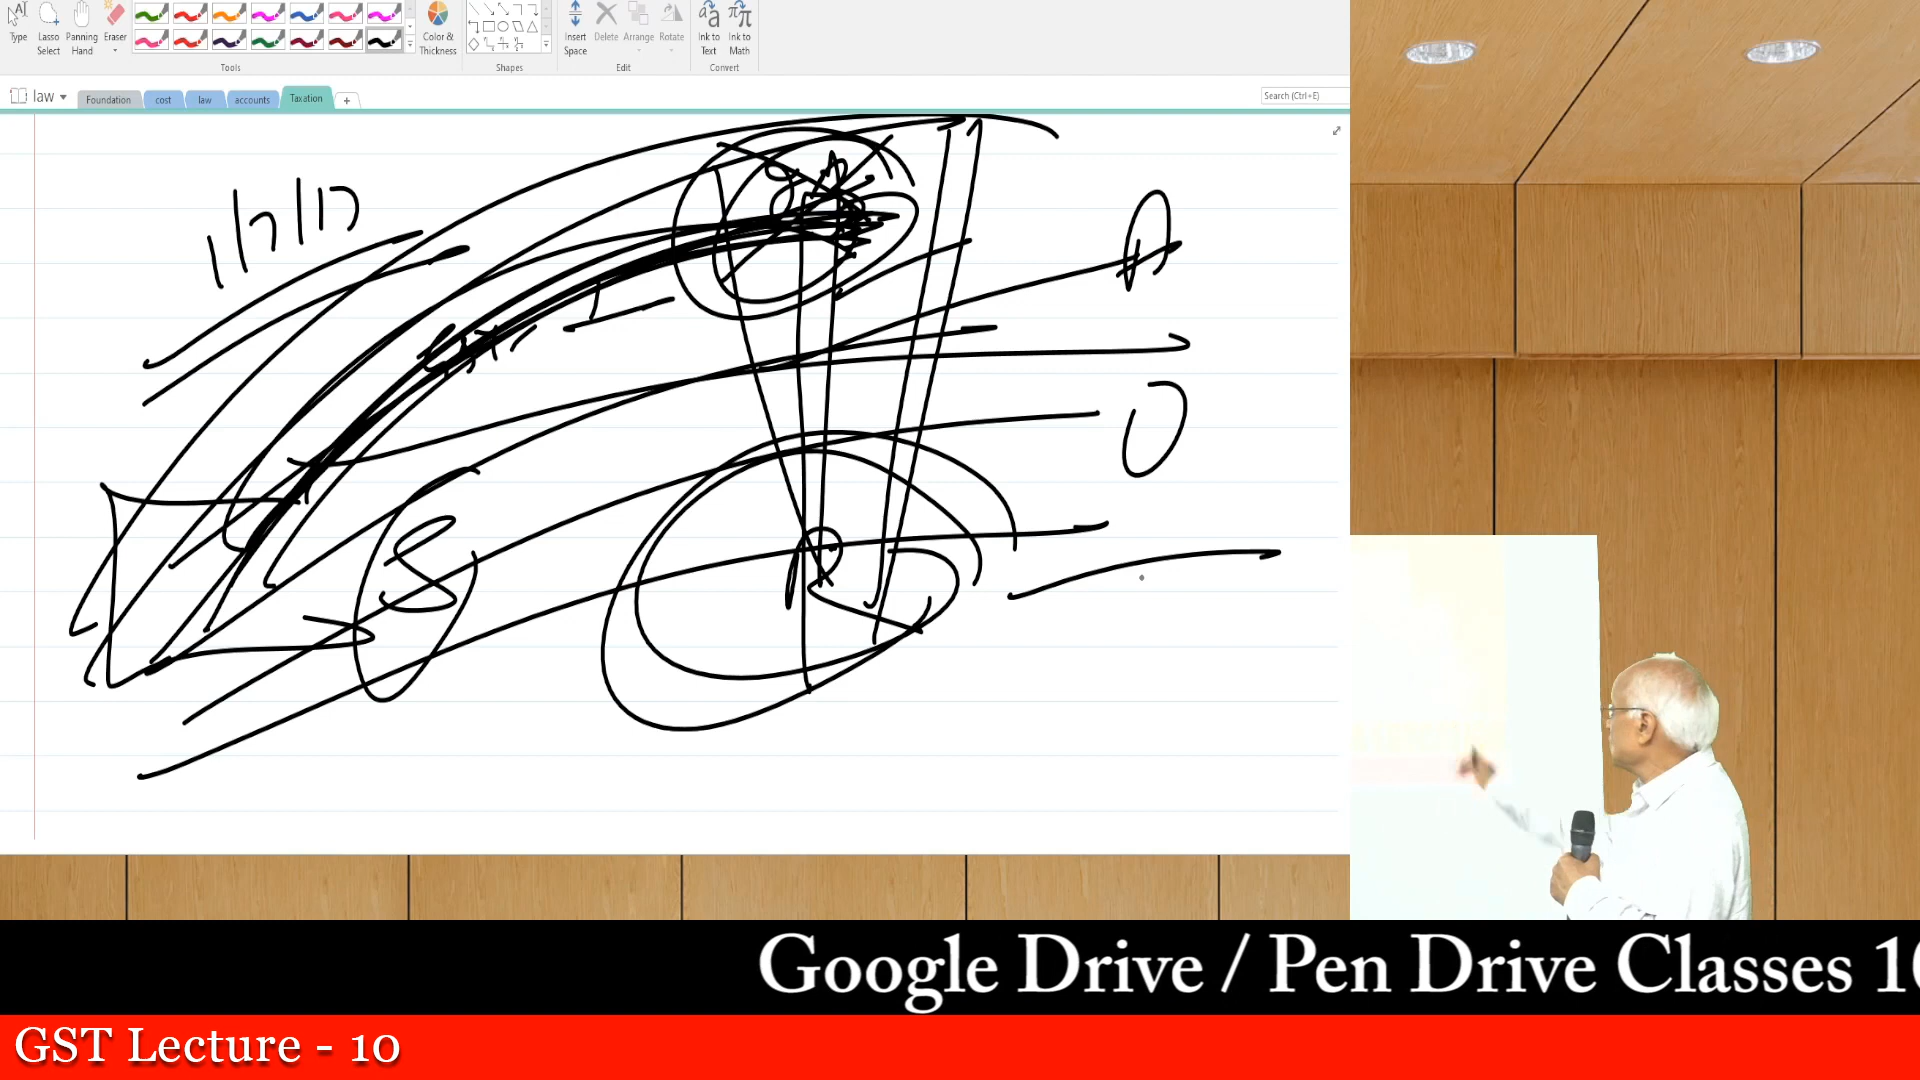 Type
Lasso Select
Panning Hand
Eraser
Color & Thickness
Insert Space
Delete
Arrange
Rotate
Ink to Text
Ink to Math
Tools
Shapes
Edit
Convert
law
Foundation
cost
law
accounts
Taxation
Search (Ctrl+E)
1/7/17
A
S
O
Google Drive / Pen Drive Classes 10
GST Lecture - 10